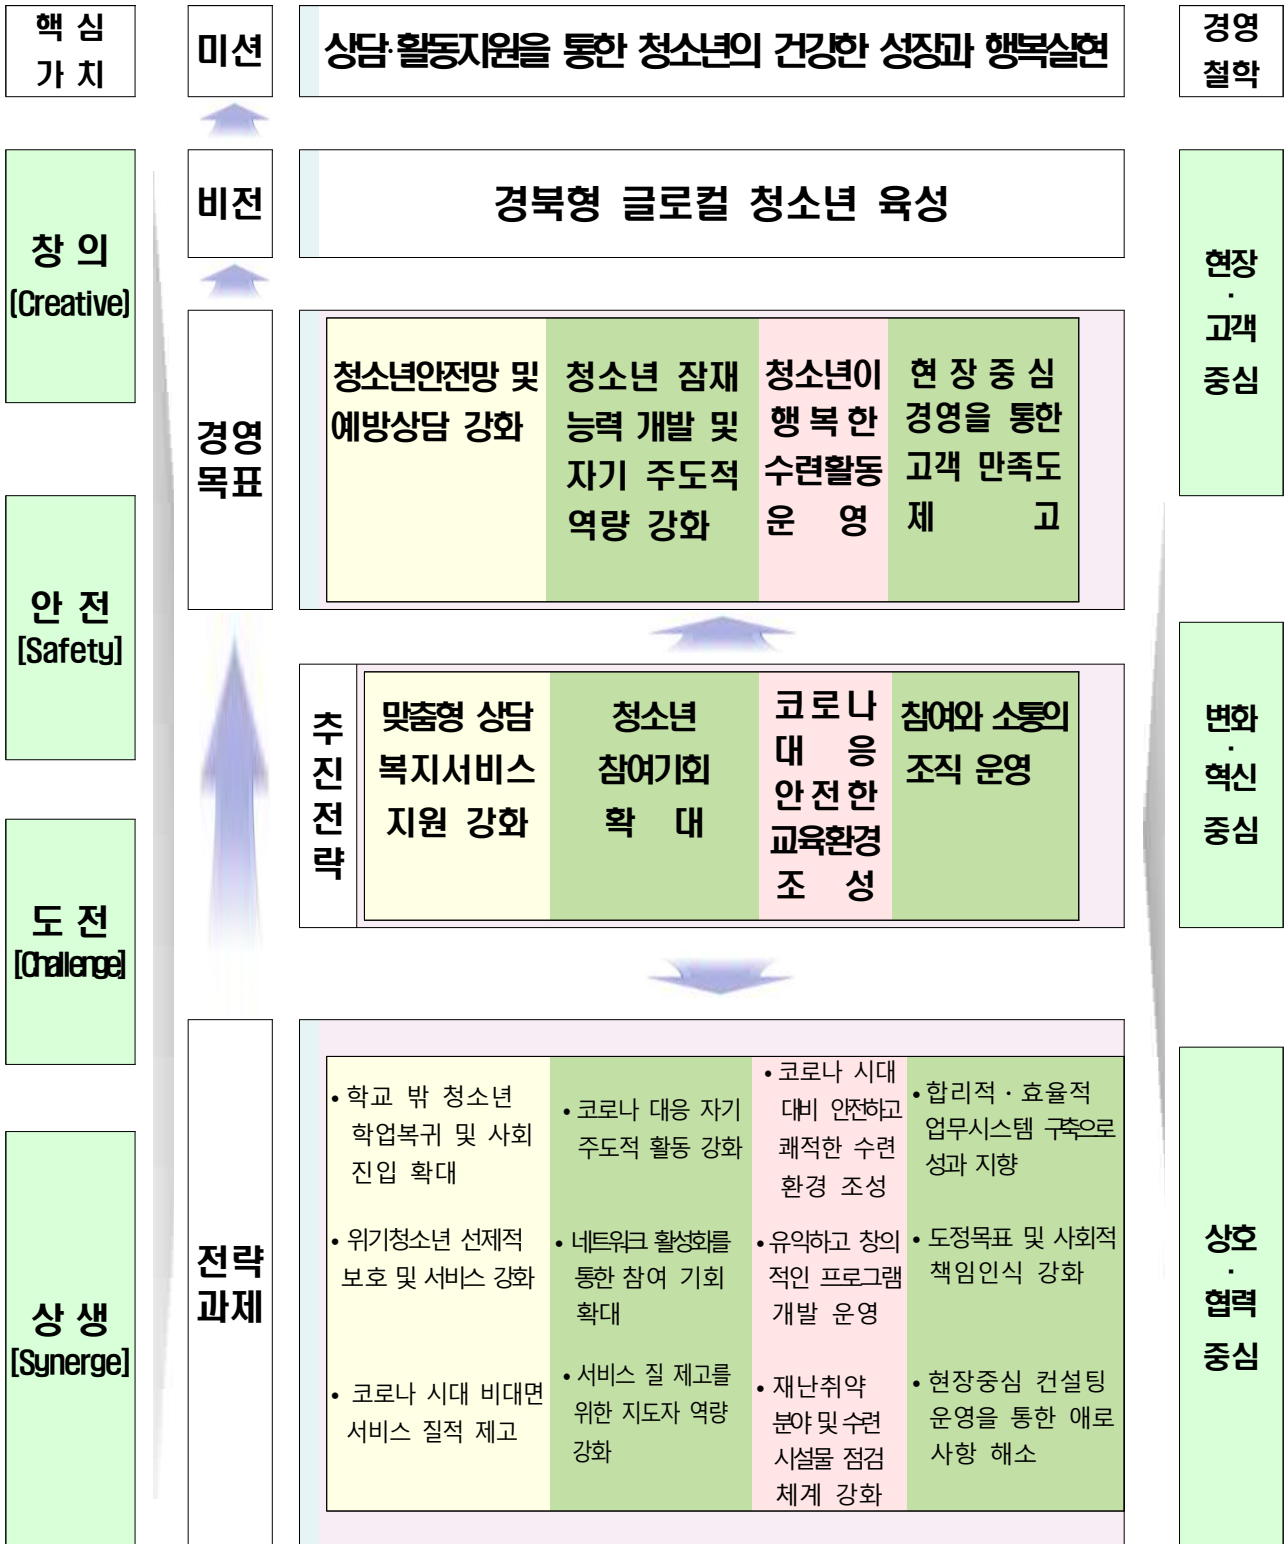 핵 심
가 치
미션
상담·활동지원을 통한 청소년의 건강한 성장과 행복실현
경영
철학
창 의
(Creative)
안 전
[Safety]
도 전
[Challenge]
상 생
[Synerge]
비전
경북형 글로컬 청소년 육성
경영
목표
청소년안전망 및
예방상담 강화
청소년 잠재
능력 개발 및
자기 주도적
역량 강화
청소년이
행 복 한
수련활동
운 영
현 장 중 심
경영을 통한
고객 만족도
제 고
추
진
전
략
맞춤형 상담
복지서비스
지원 강화
청소년
참여기회
확 대
코 로 나
대 응
안 전 한
교육환경
조 성
참여와 소통의
조직 운영
전략
과제
• 학교 밖 청소년
학업복귀 및 사회
진입 확대
• 위기청소년 선제적
보호 및 서비스 강화
• 코로나 시대 비대면
서비스 질적 제고
• 코로나 대응 자기
주도적 활동 강화
• 네트워크 활성화를
통한 참여 기회
확대
• 서비스 질 제고를
위한 지도자 역량
강화
• 코로나 시대
대비 안전하고
쾌적한 수련
환경 조성
• 유익하고 창의
적인 프로그램
개발 운영
• 재난취약
분야 및 수련
시설물 점검
체계 강화
• 합리적 · 효율적
업무시스템 구축으로
성과 지향
• 도정목표 및 사회적
책임인식 강화
• 현장중심 컨설팅
운영을 통한 애로
사항 해소
현장
·
고객
중심
변화
·
혁신
중심
상호
·
협력
중심